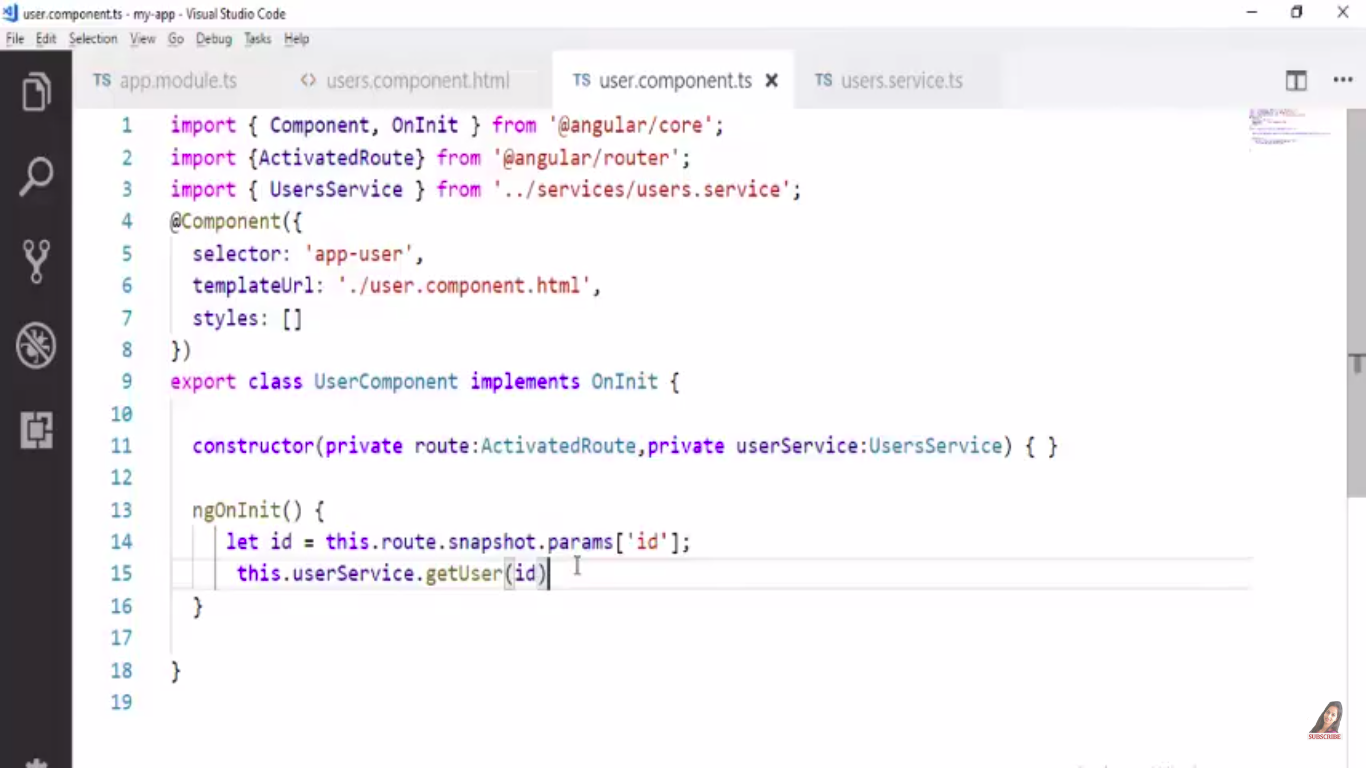 user.component.ts - my-app - Visual Studio Code
File Edit Selection View Go Debug Tasks Help
TS app.module.ts <> users.component.html TS user.component.ts TS users.service.ts
1 import { Component, OnInit } from '@angular/core';
2 import {ActivatedRoute} from '@angular/router';
3 import { UsersService } from '../services/users.service';
4 @Component({
5 selector: 'app-user',
6 templateUrl: './user.component.html',
7 styles: []
8 })
9 export class UserComponent implements OnInit {
10
11 constructor(private route:ActivatedRoute,private userService:UsersService) { }
12
13 ngOnInit() {
14 let id = this.route.snapshot.params['id'];
15 this.userService.getUser(id)
16 }
17
18 }
19
SUBSCRIBE